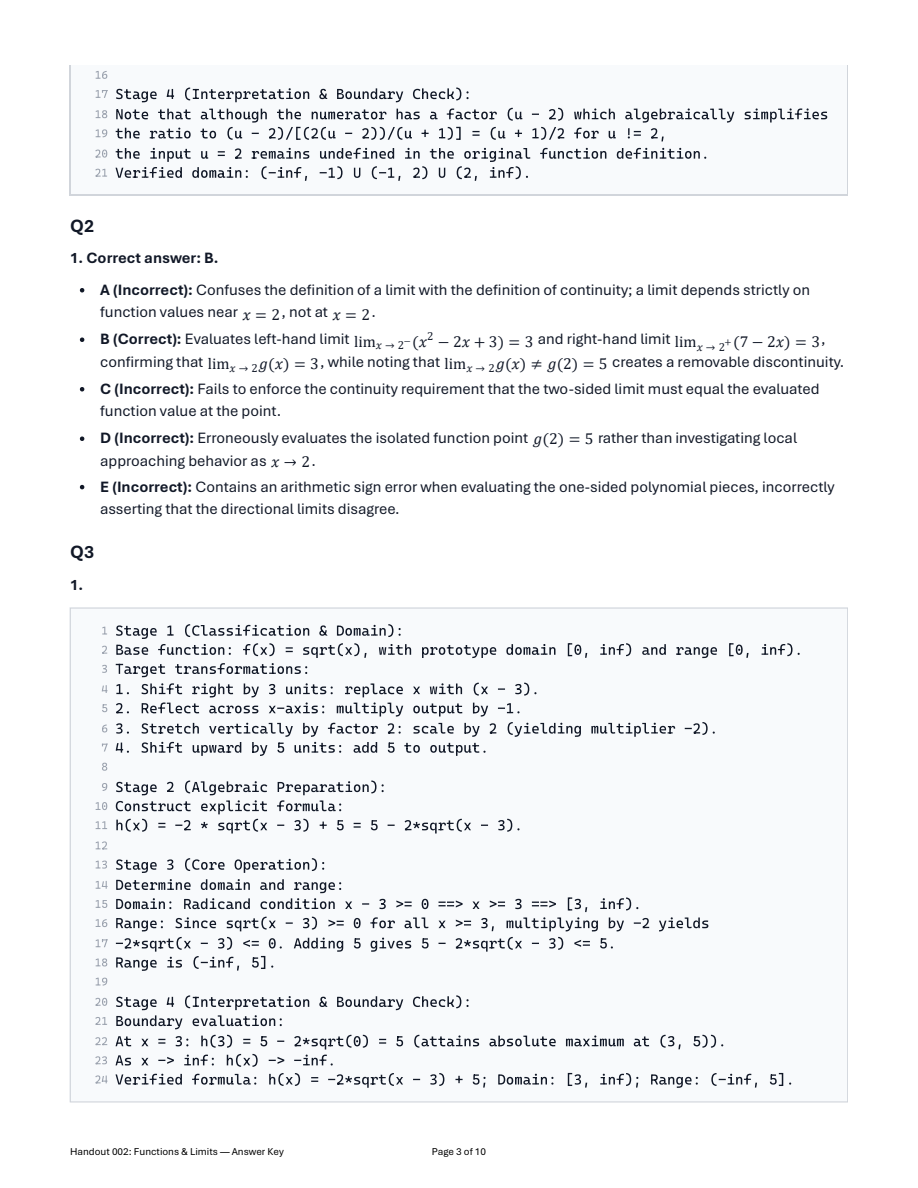 16
17 Stage 4 (Interpretation & Boundary Check):
18 Note that although the numerator has a factor (u − 2) which algebraically simplifies
19 the ratio to (u − 2)/[(2(u − 2))/(u + 1)] = (u + 1)/2 for u != 2,
20 the input u = 2 remains undefined in the original function definition.
21 Verified domain: (−inf, −1) U (−1, 2) U (2, inf).
Q2
1. Correct answer: B.
• A (Incorrect): Confuses the definition of a limit with the definition of continuity; a limit depends strictly on
function values near x = 2, not at x = 2.
• B (Correct): Evaluates left-hand limit lim_{x → 2⁻}(x² − 2x + 3) = 3 and right-hand limit lim_{x → 2⁺}(7 − 2x) = 3,
confirming that lim_{x → 2}g(x) = 3, while noting that lim_{x → 2}g(x) ≠ g(2) = 5 creates a removable discontinuity.
• C (Incorrect): Fails to enforce the continuity requirement that the two-sided limit must equal the evaluated
function value at the point.
• D (Incorrect): Erroneously evaluates the isolated function point g(2) = 5 rather than investigating local
approaching behavior as x → 2.
• E (Incorrect): Contains an arithmetic sign error when evaluating the one-sided polynomial pieces, incorrectly
asserting that the directional limits disagree.
Q3
1.
1 Stage 1 (Classification & Domain):
2 Base function: f(x) = sqrt(x), with prototype domain [0, inf) and range [0, inf).
3 Target transformations:
4 1. Shift right by 3 units: replace x with (x − 3).
5 2. Reflect across x−axis: multiply output by −1.
6 3. Stretch vertically by factor 2: scale by 2 (yielding multiplier −2).
7 4. Shift upward by 5 units: add 5 to output.
8
9 Stage 2 (Algebraic Preparation):
10 Construct explicit formula:
11 h(x) = −2 * sqrt(x − 3) + 5 = 5 − 2*sqrt(x − 3).
12
13 Stage 3 (Core Operation):
14 Determine domain and range:
15 Domain: Radicand condition x − 3 >= 0 ==> x >= 3 ==> [3, inf).
16 Range: Since sqrt(x − 3) >= 0 for all x >= 3, multiplying by −2 yields
17 −2*sqrt(x − 3) <= 0. Adding 5 gives 5 − 2*sqrt(x − 3) <= 5.
18 Range is (−inf, 5].
19
20 Stage 4 (Interpretation & Boundary Check):
21 Boundary evaluation:
22 At x = 3: h(3) = 5 − 2*sqrt(0) = 5 (attains absolute maximum at (3, 5)).
23 As x −> inf: h(x) −> −inf.
24 Verified formula: h(x) = −2*sqrt(x − 3) + 5; Domain: [3, inf); Range: (−inf, 5].
Handout 002: Functions & Limits — Answer Key Page 3 of 10